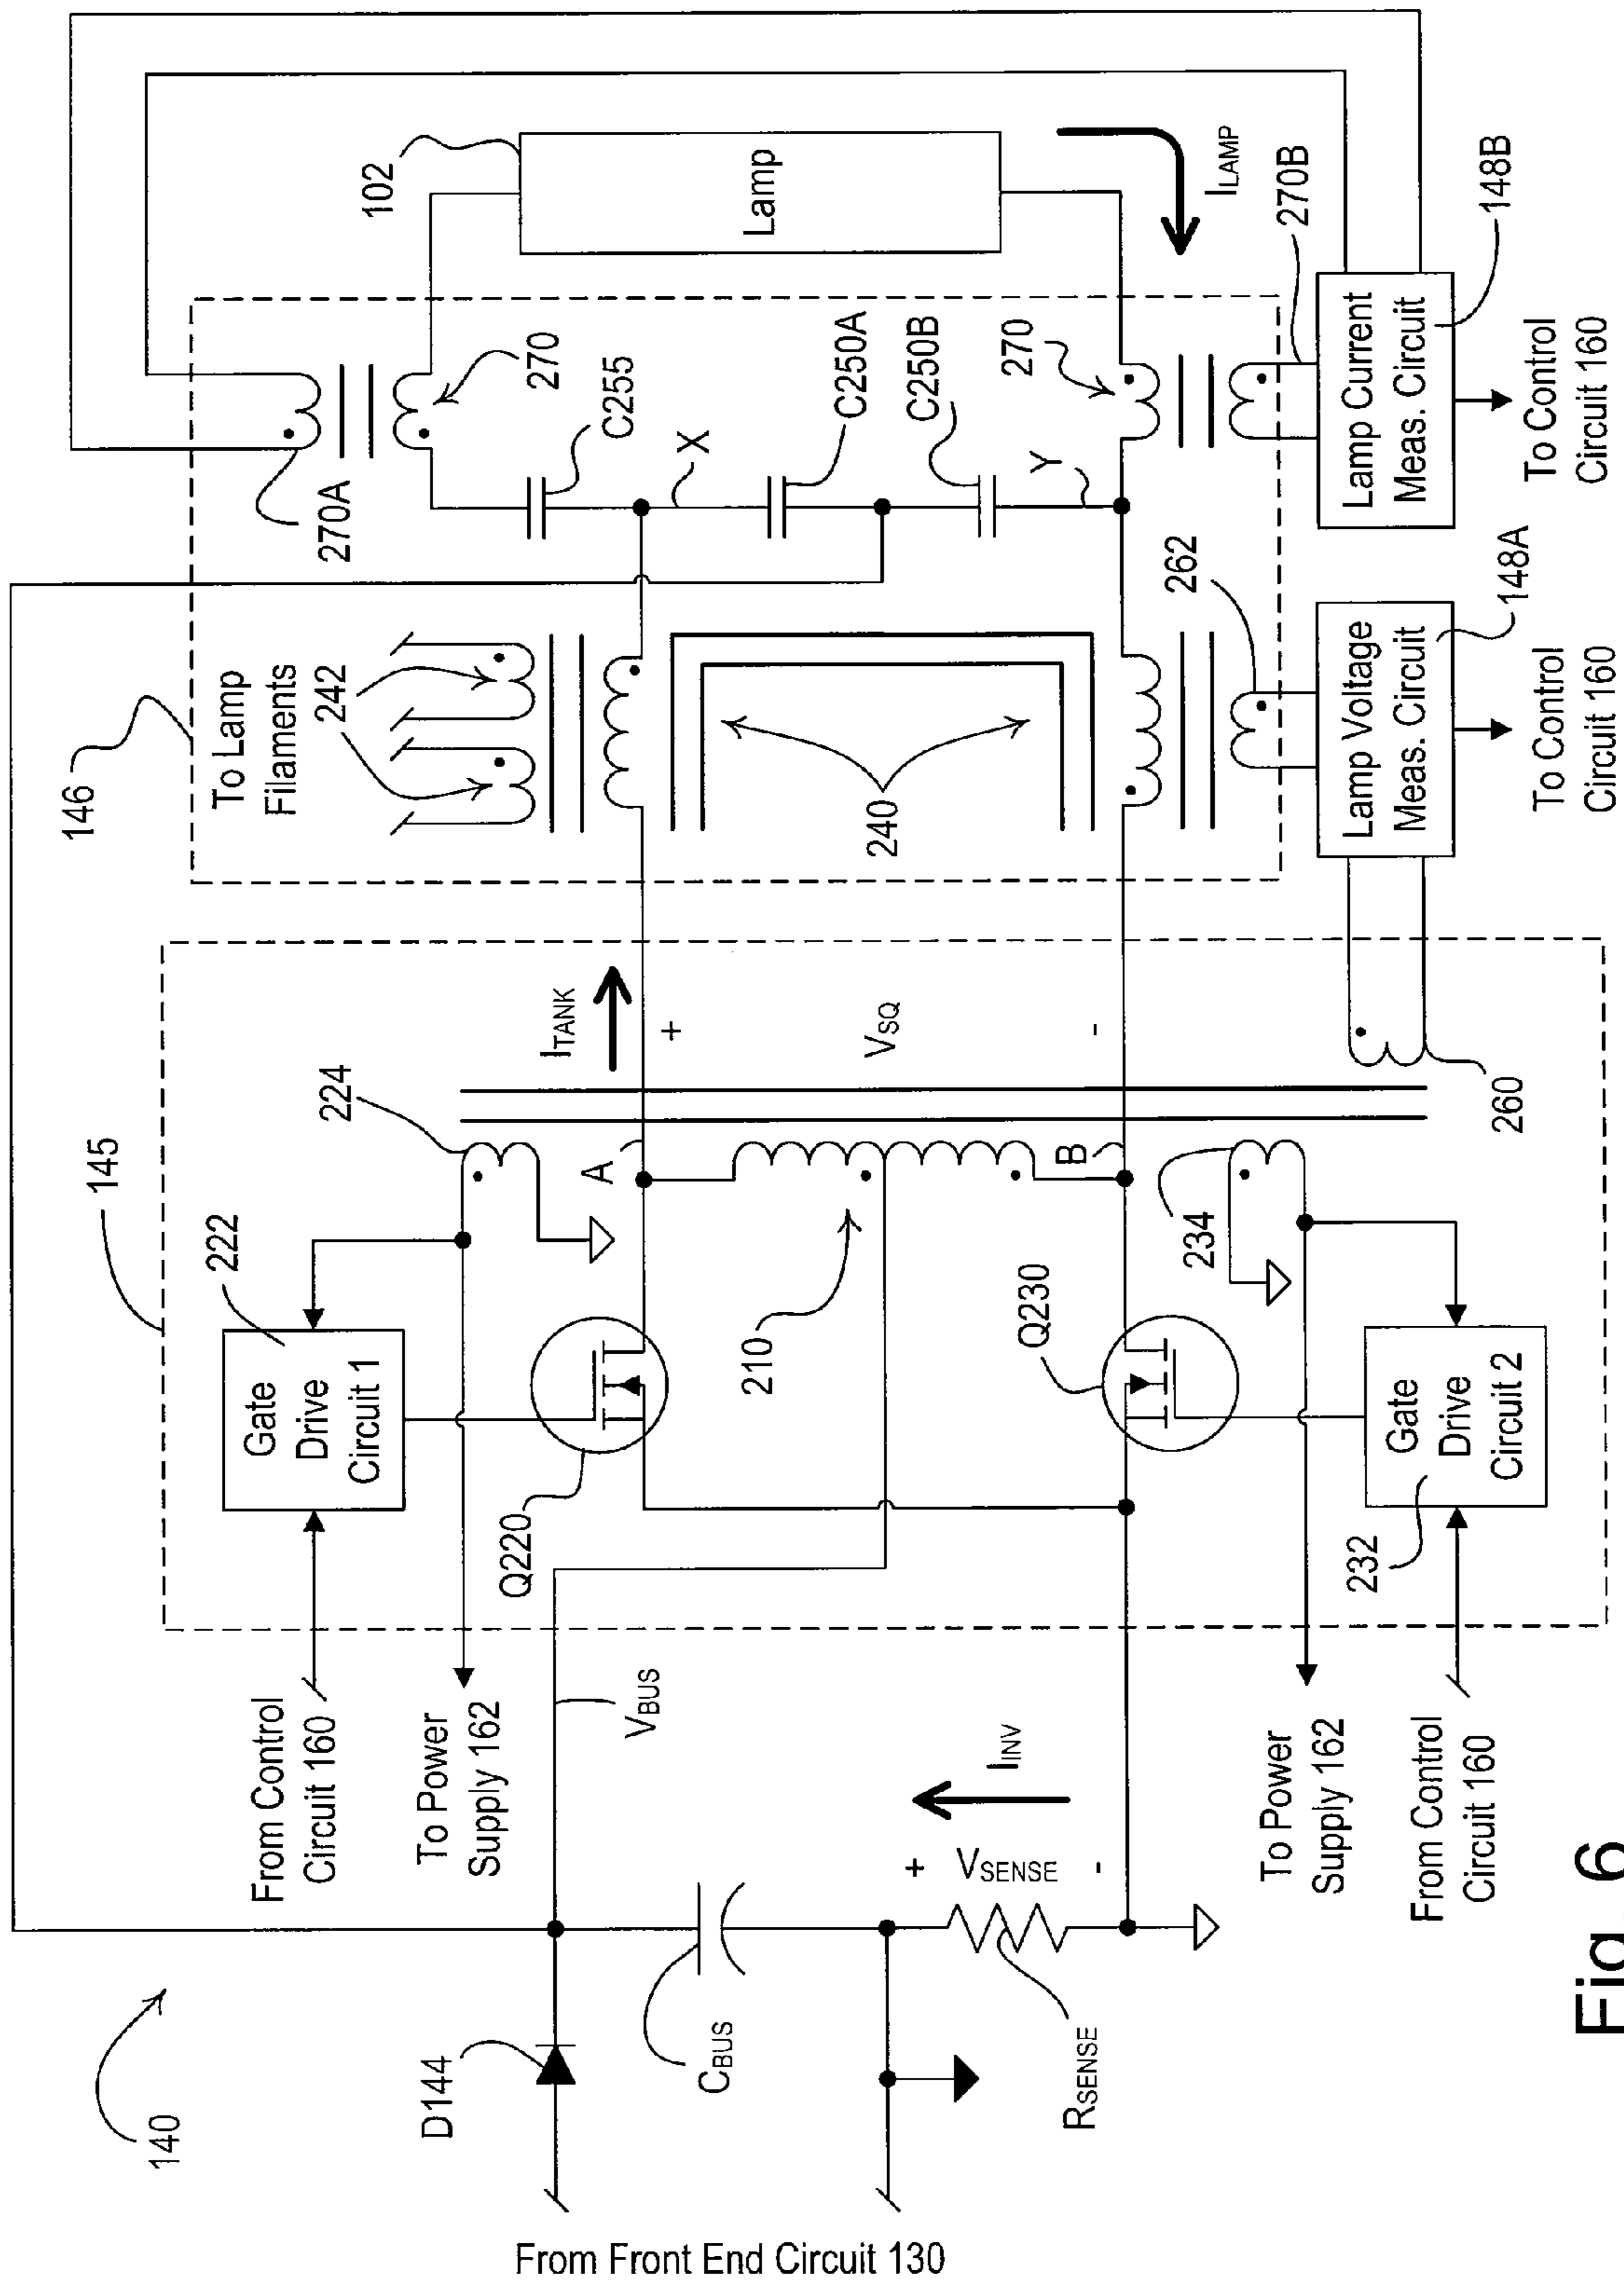 140
From Front End Circuit 130
D144
CBUS
RSENSE
+
VSENSE
-
IINV
VBUS
From Control
Circuit 160
To Power
Supply 162
To Power
Supply 162
From Control
Circuit 160
145
222
Gate
Drive
Circuit 1
224
Q220
A
210
B
Q230
234
Gate
Drive
Circuit 2
232
260
ITANK
+
VSQ
-
146
To Lamp
Filaments
242
240
262
270A
270
C255
X
C250A
C250B
Y
270
102
Lamp
ILAMP
270B
Lamp Voltage
Meas. Circuit
148A
To Control
Circuit 160
Lamp Current
Meas. Circuit
148B
To Control
Circuit 160
Fig. 6